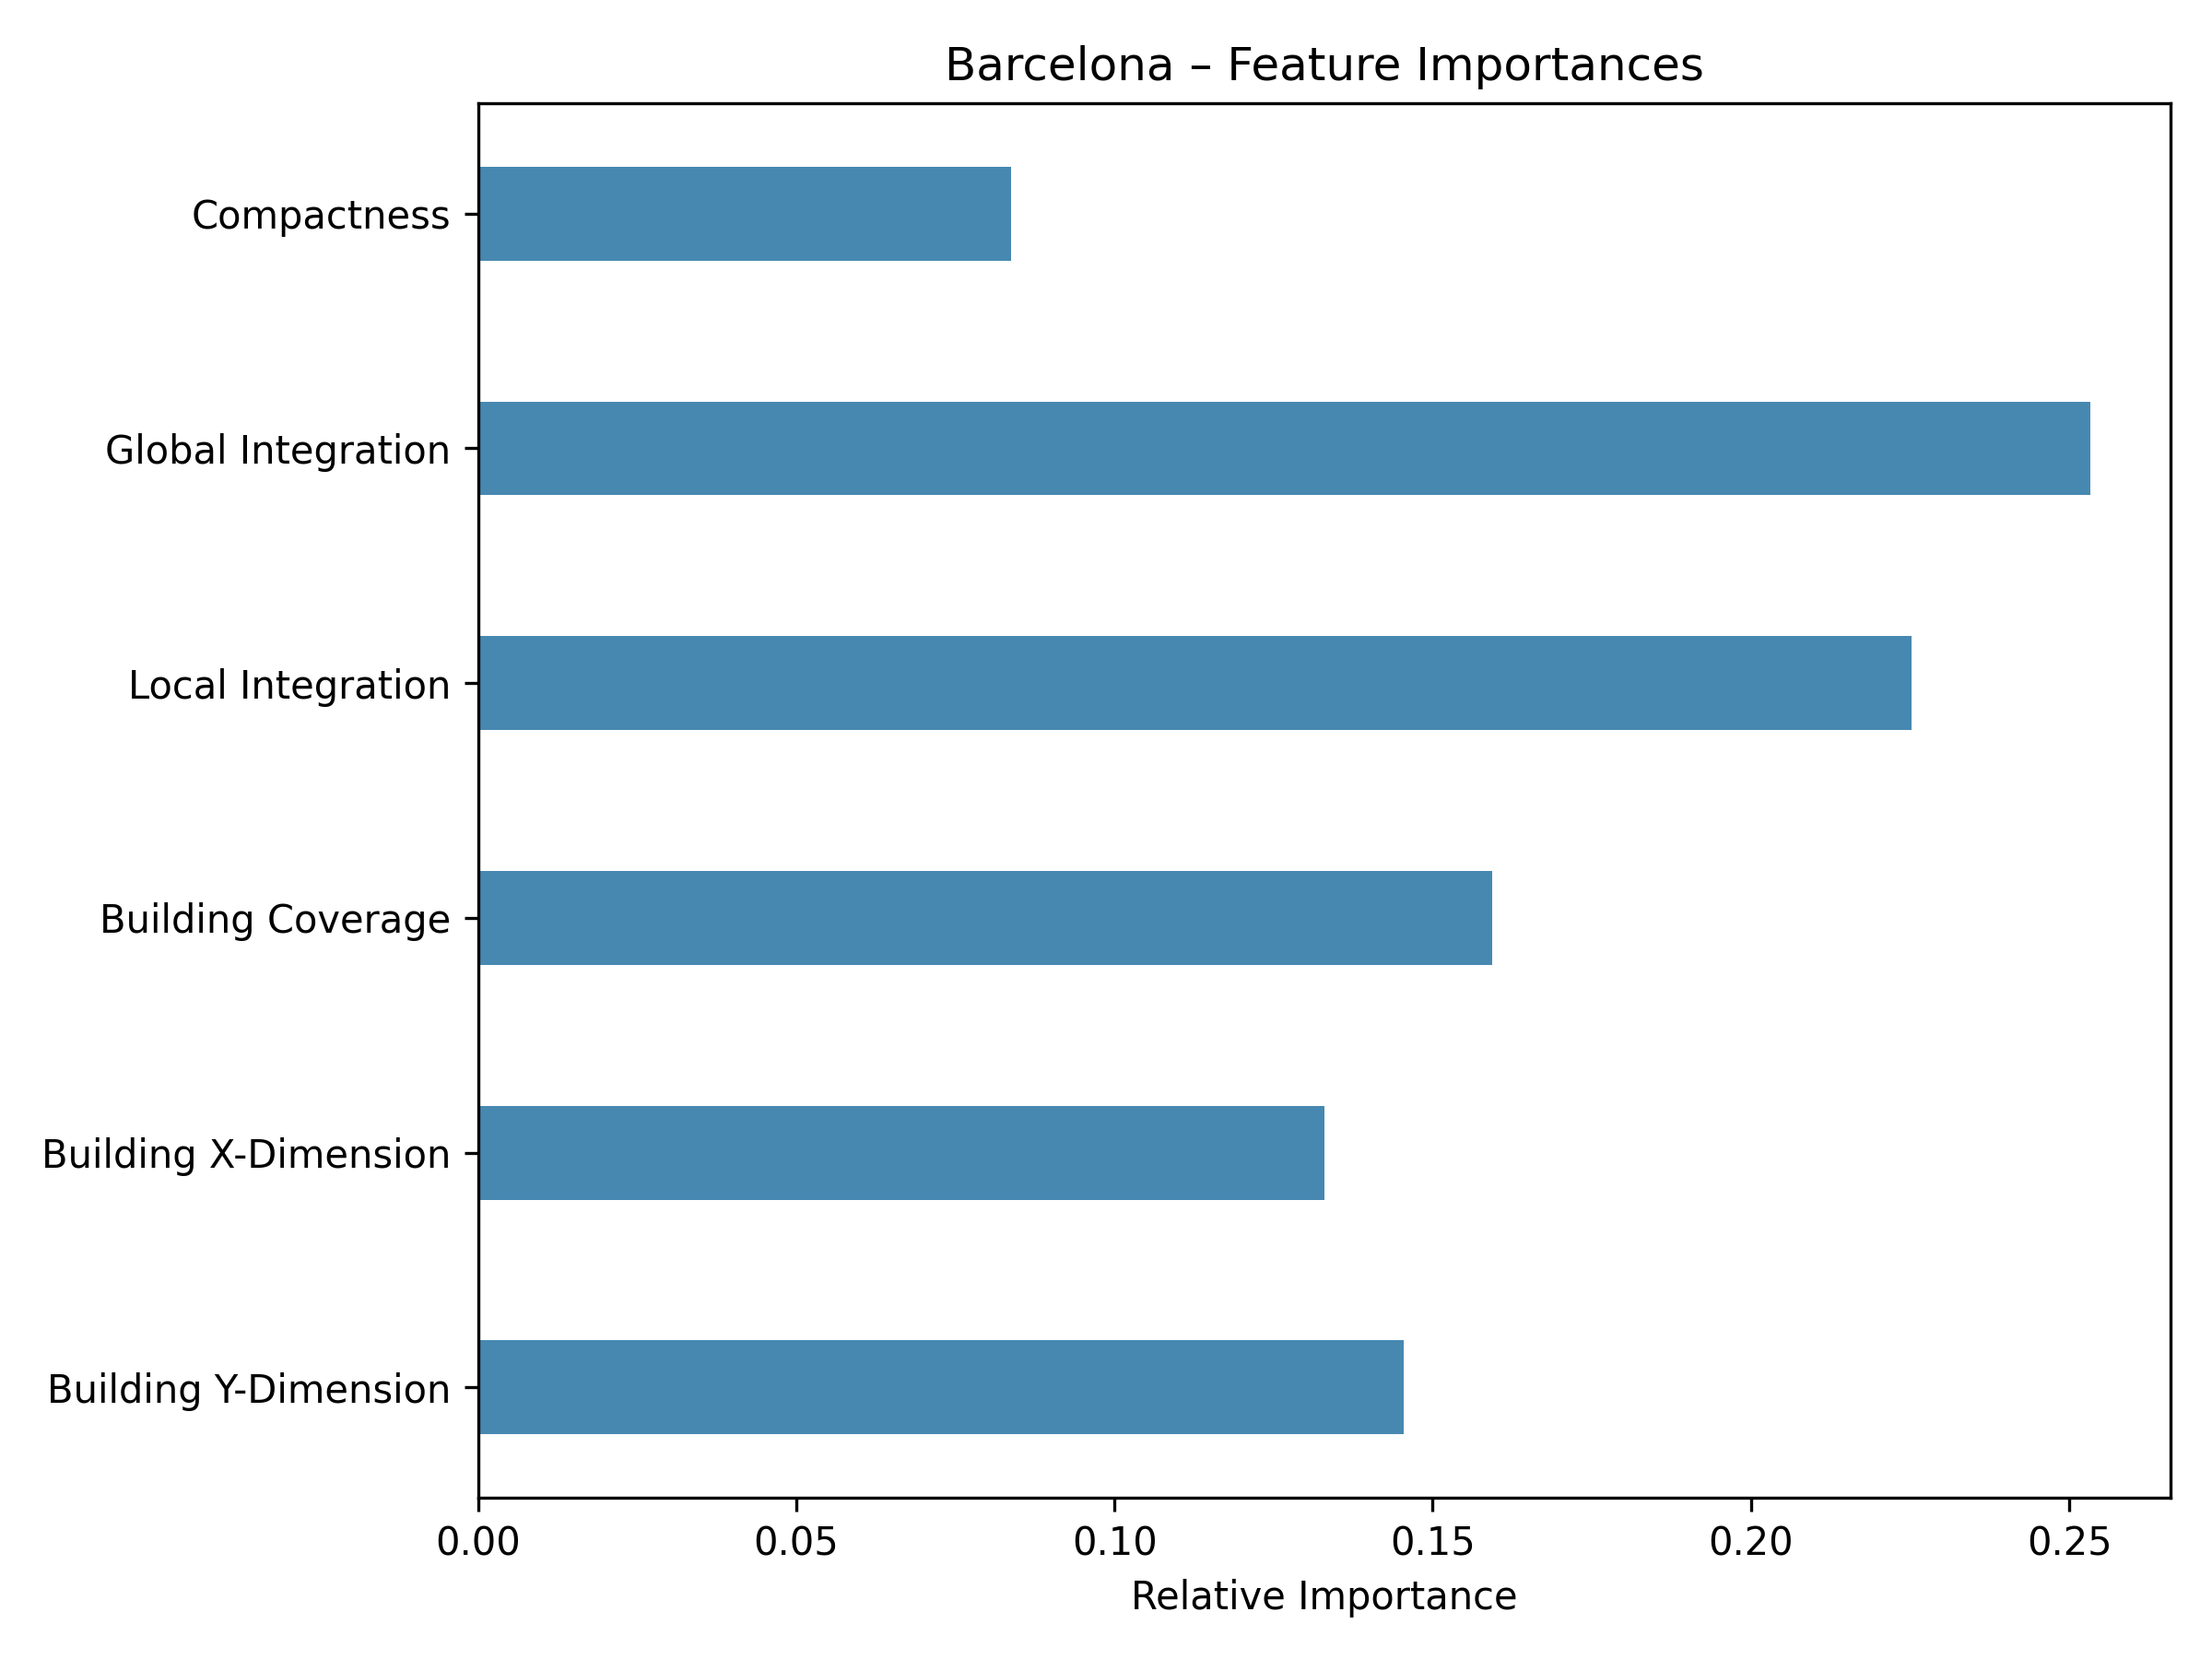 Barcelona – Feature Importances
Compactness
Global Integration
Local Integration
Building Coverage
Building X-Dimension
Building Y-Dimension
0.00 0.05 0.10 0.15 0.20 0.25
Relative Importance